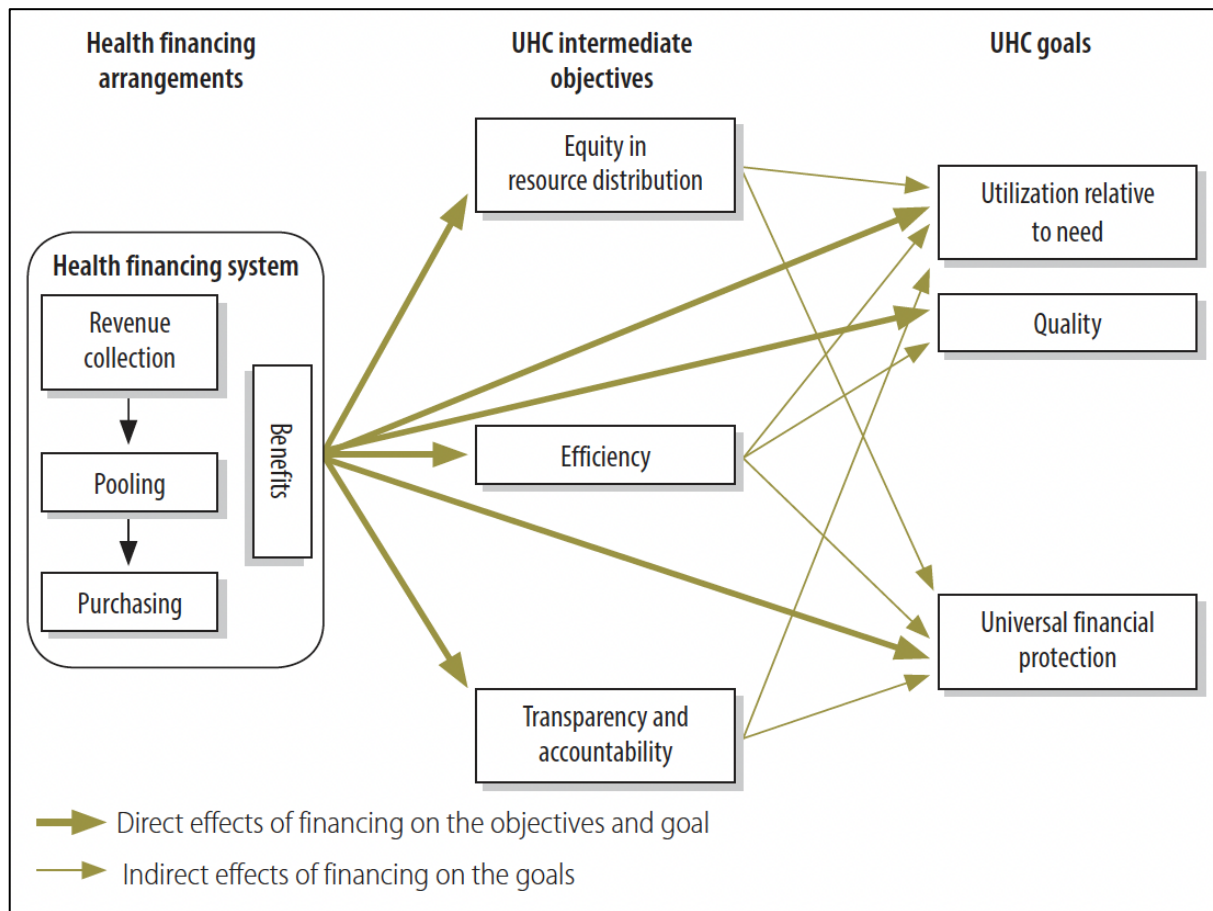 Health financing
arrangements
UHC intermediate
objectives
UHC goals
Equity in
resource distribution
Utilization relative
to need
Health financing system
Revenue
collection
Quality
Benefits
Efficiency
Pooling
Purchasing
Universal financial
protection
Transparency and
accountability
Direct effects of financing on the objectives and goal
Indirect effects of financing on the goals